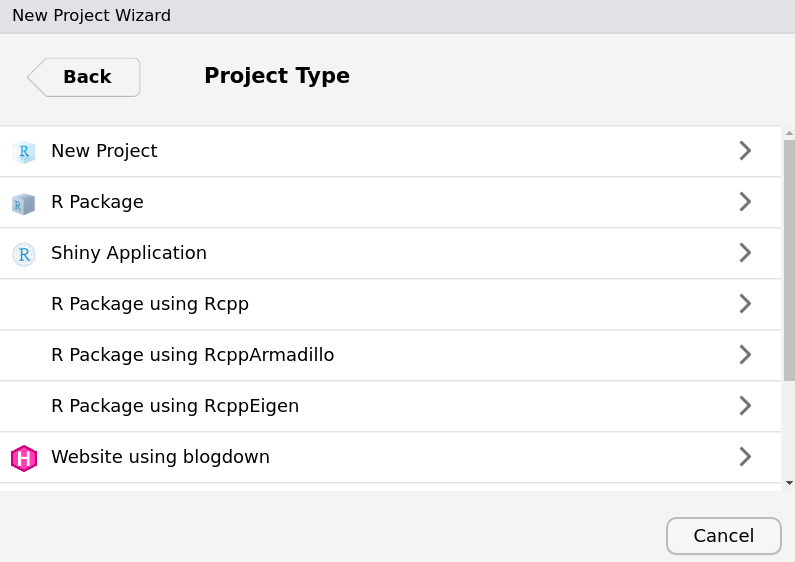 New Project Wizard
Back
Project Type
R New Project
R R Package
R Shiny Application
R Package using Rcpp
R Package using RcppArmadillo
R Package using RcppEigen
H Website using blogdown
Cancel